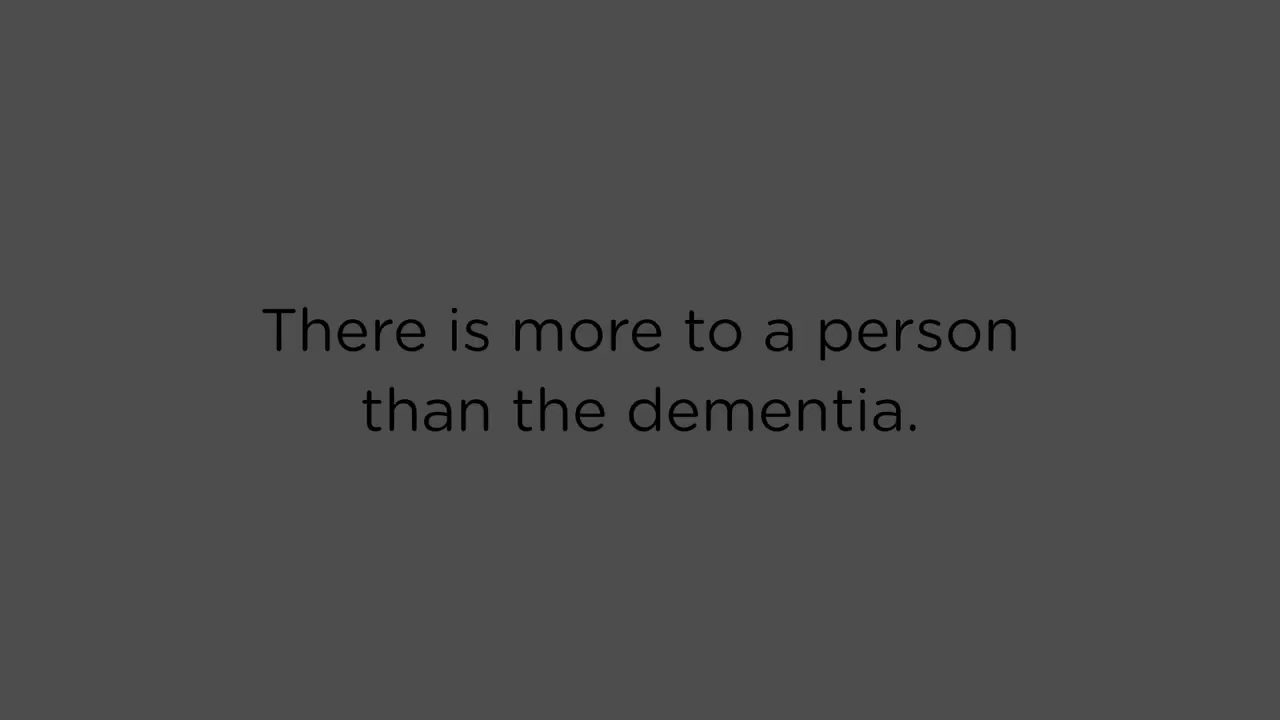 There is more to a person
than the dementia.